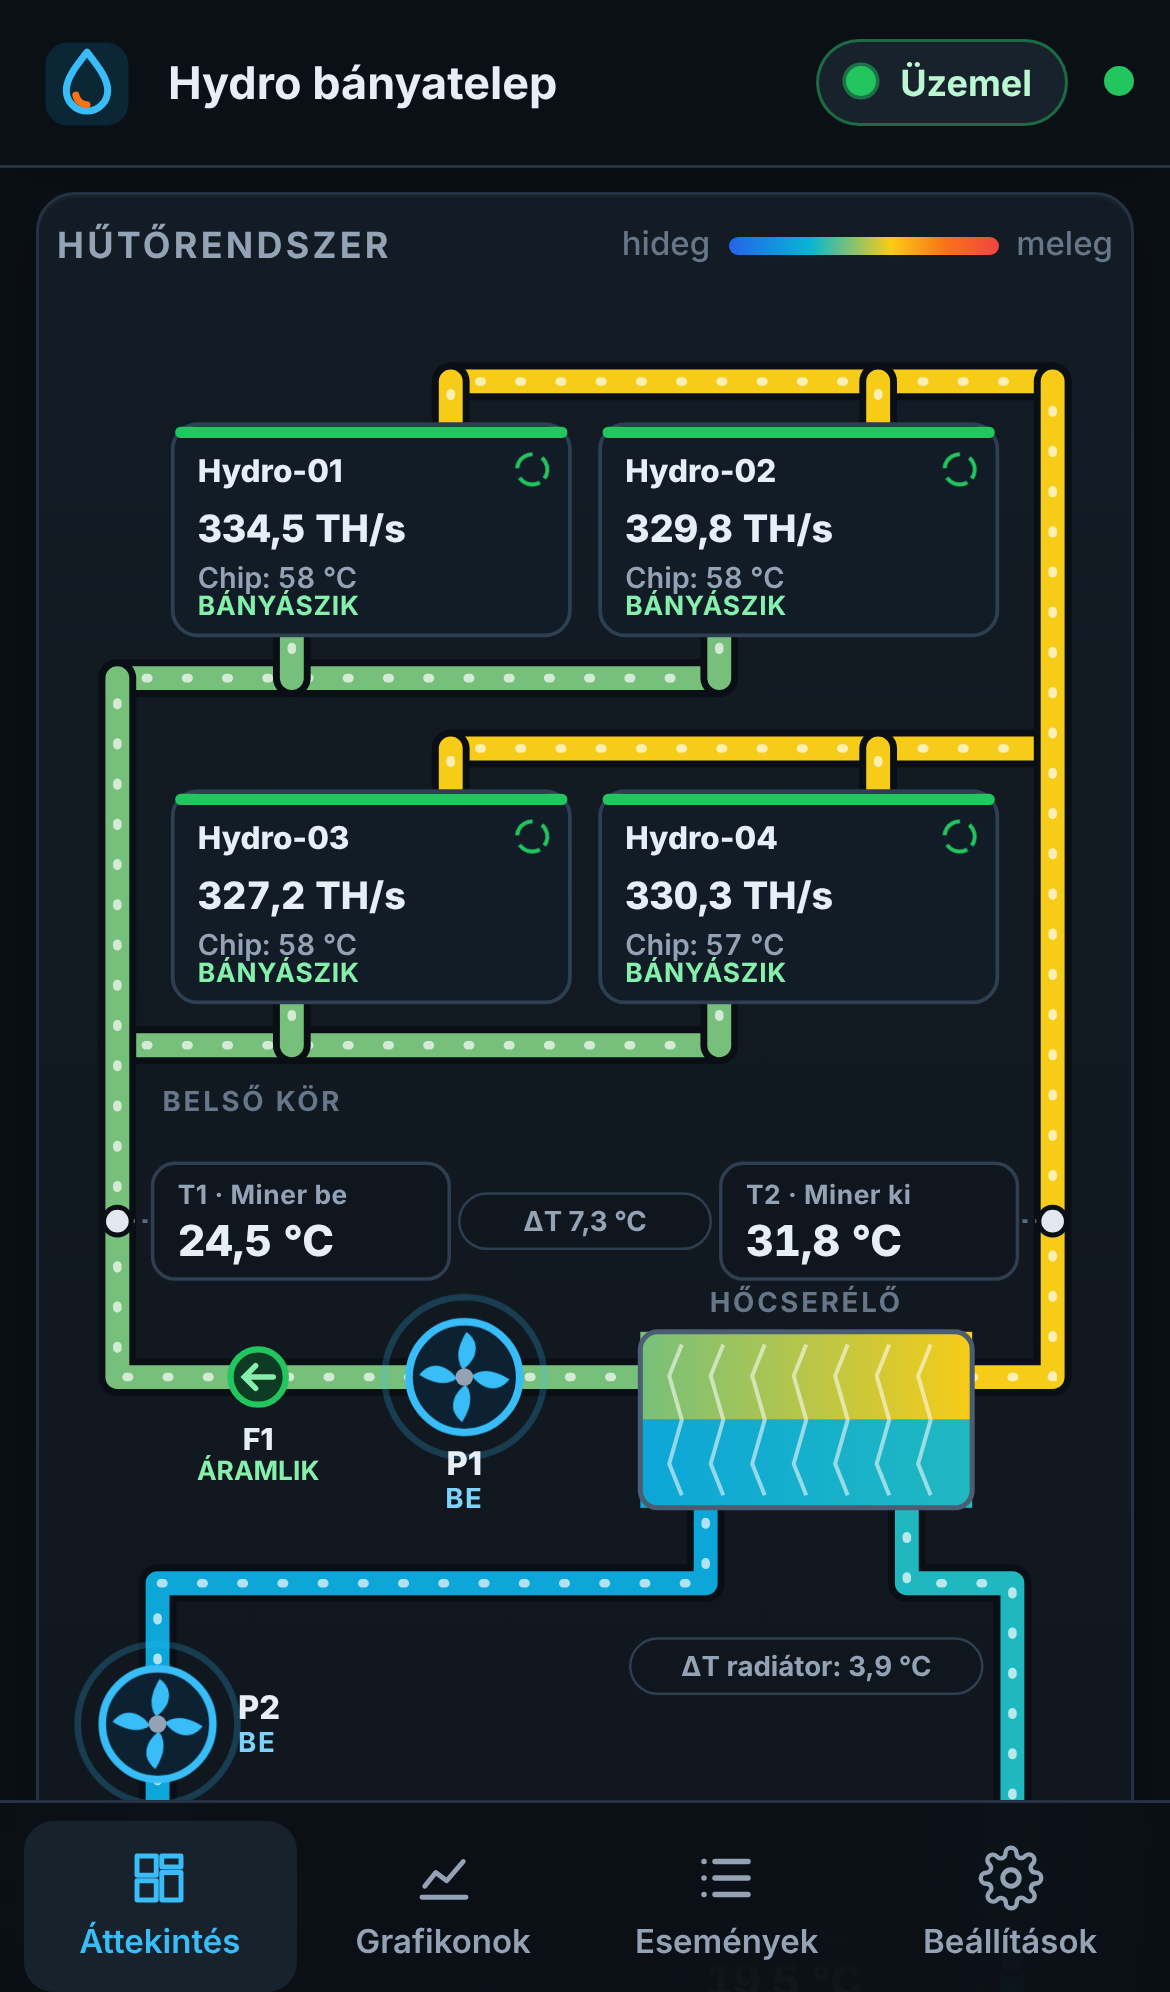 Hydro bányatelep
Üzemel
HŰTŐRENDSZER
hideg
meleg
Hydro-01
334,5 TH/s
Chip: 58 °C
BÁNYÁSZIK
Hydro-02
329,8 TH/s
Chip: 58 °C
BÁNYÁSZIK
Hydro-03
327,2 TH/s
Chip: 58 °C
BÁNYÁSZIK
Hydro-04
330,3 TH/s
Chip: 57 °C
BÁNYÁSZIK
BELSŐ KÖR
T1 · Miner be
24,5 °C
ΔT 7,3 °C
T2 · Miner ki
31,8 °C
HŐCSERÉLŐ
F1
ÁRAMLIK
P1
BE
ΔT radiátor: 3,9 °C
P2
BE
Áttekintés
Grafikonok
Események
Beállítások
19,5 °C